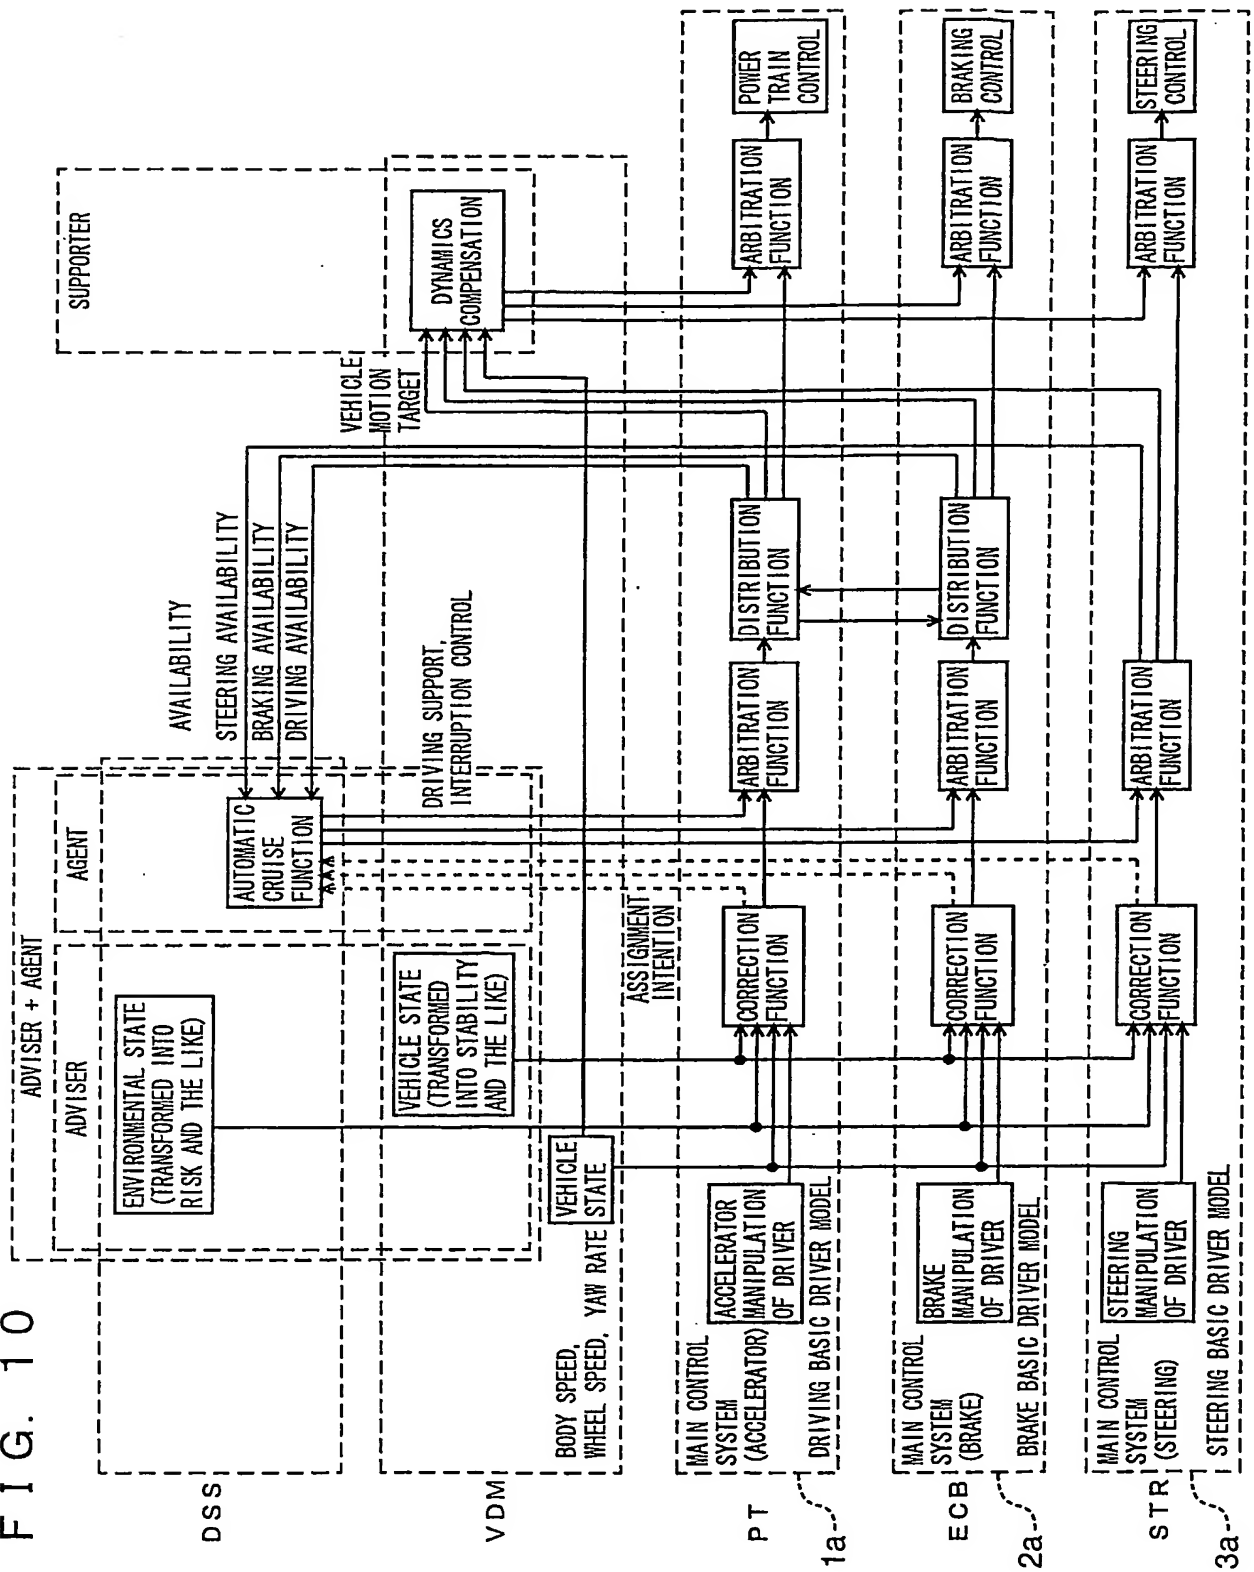 FIG. 10
ADVISER + AGENT
ADVISER
AGENT
SUPPORTER
DSS
ENVIRONMENTAL STATE
(TRANSFORMED INTO
RISK AND THE LIKE)
AUTOMATIC
CRUISE
FUNCTION
AVAILABILITY
STEERING AVAILABILITY
BRAKING AVAILABILITY
DRIVING AVAILABILITY
VEHICLE
MOTION
TARGET
VDM
VEHICLE STATE
(TRANSFORMED
INTO STABILITY
AND THE LIKE)
DRIVING SUPPORT,
INTERRUPTION CONTROL
DYNAMICS
COMPENSATION
BODY SPEED,
WHEEL SPEED, YAW RATE
VEHICLE
STATE
ASSIGNMENT
INTENTION
PT
1a
MAIN CONTROL
SYSTEM
(ACCELERATOR)
ACCELERATOR
MANIPULATION
OF DRIVER
DRIVING BASIC DRIVER MODEL
CORRECTION
FUNCTION
ARBITRATION
FUNCTION
DISTRIBUTION
FUNCTION
ARBITRATION
FUNCTION
POWER
TRAIN
CONTROL
ECB
2a
MAIN CONTROL
SYSTEM
(BRAKE)
BRAKE
MANIPULATION
OF DRIVER
BRAKE BASIC DRIVER MODEL
CORRECTION
FUNCTION
ARBITRATION
FUNCTION
DISTRIBUTION
FUNCTION
ARBITRATION
FUNCTION
BRAKING
CONTROL
STR
3a
MAIN CONTROL
SYSTEM
(STEERING)
STEERING
MANIPULATION
OF DRIVER
STEERING BASIC DRIVER MODEL
CORRECTION
FUNCTION
ARBITRATION
FUNCTION
ARBITRATION
FUNCTION
STEERING
CONTROL